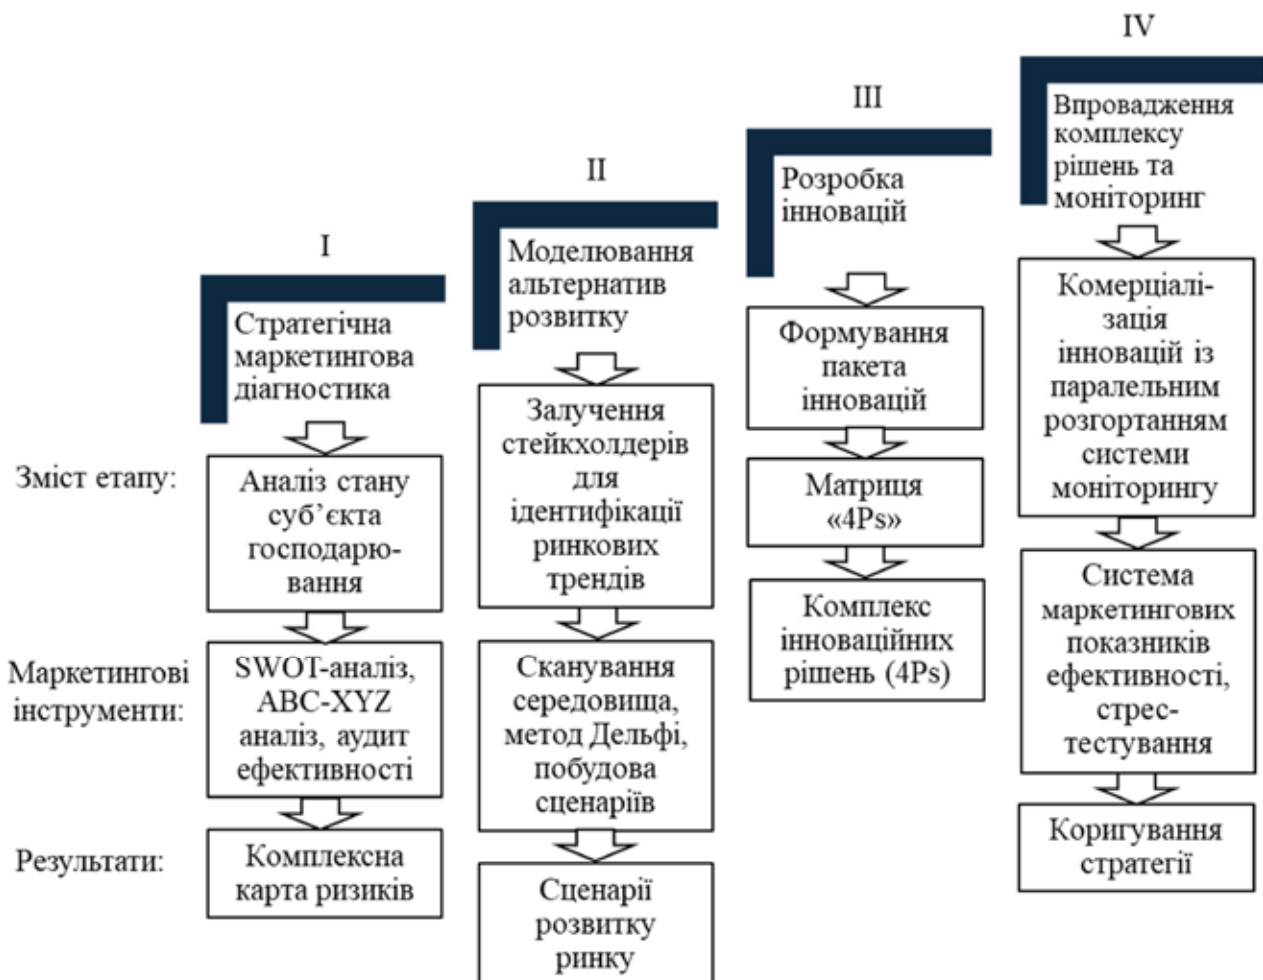 I
Стратегічна
маркетингова
діагностика
Зміст етапу:
Аналіз стану
суб’єкта
господарю-
вання
Маркетингові
інструменти:
SWOT-аналіз,
ABC-XYZ
аналіз, аудит
ефективності
Результати:
Комплексна
карта ризиків
II
Моделювання
альтернатив
розвитку
Залучення
стейкхолдерів
для
ідентифікації
ринкових
трендів
Сканування
середовища,
метод Дельфі,
побудова
сценаріїв
Сценарії
розвитку
ринку
III
Розробка
інновацій
Формування
пакета
інновацій
Матриця
«4Ps»
Комплекс
інноваційних
рішень (4Ps)
IV
Впровадження
комплексу
рішень та
моніторинг
Комерціалі-
зація
інновацій із
паралельним
розгортанням
системи
моніторингу
Система
маркетингових
показників
ефективності,
стрес-
тестування
Коригування
стратегії